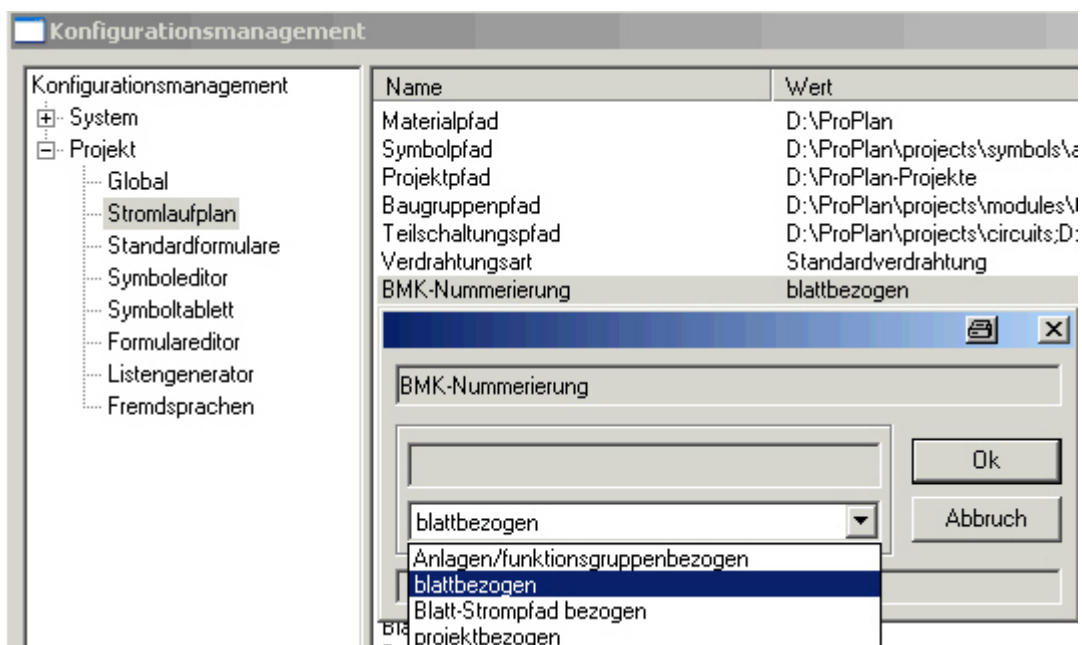 Konfigurationsmanagement
Konfigurationsmanagement
System
Projekt
Global
Stromlaufplan
Standardformulare
Symboleditor
Symboltablett
Formulareditor
Listengenerator
Fremdsprachen
Name Wert
Materialpfad D:\ProPlan
Symbolpfad D:\ProPlan\projects\symbols\a
Projektpfad D:\ProPlan-Projekte
Baugruppenpfad D:\ProPlan\projects\modules\
Teilschaltungspfad D:\ProPlan\projects\circuits;D:
Verdrahtungsart Standardverdrahtung
BMK-Nummerierung blattbezogen
BMK-Nummerierung
Ok
blattbezogen
Abbruch
Anlagen/funktionsgruppenbezogen
blattbezogen
Blatt-Strompfad bezogen
projektbezogen